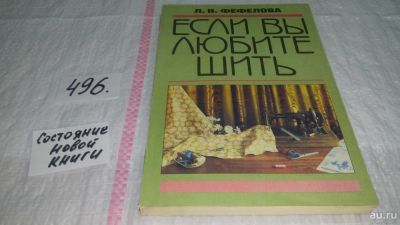 Л. Н. ФЕФЕЛОВА
ЕСЛИ ВЫ
ЛЮБИТЕ
ШИТЬ
496.
Состояние
новой
книги
au.ru